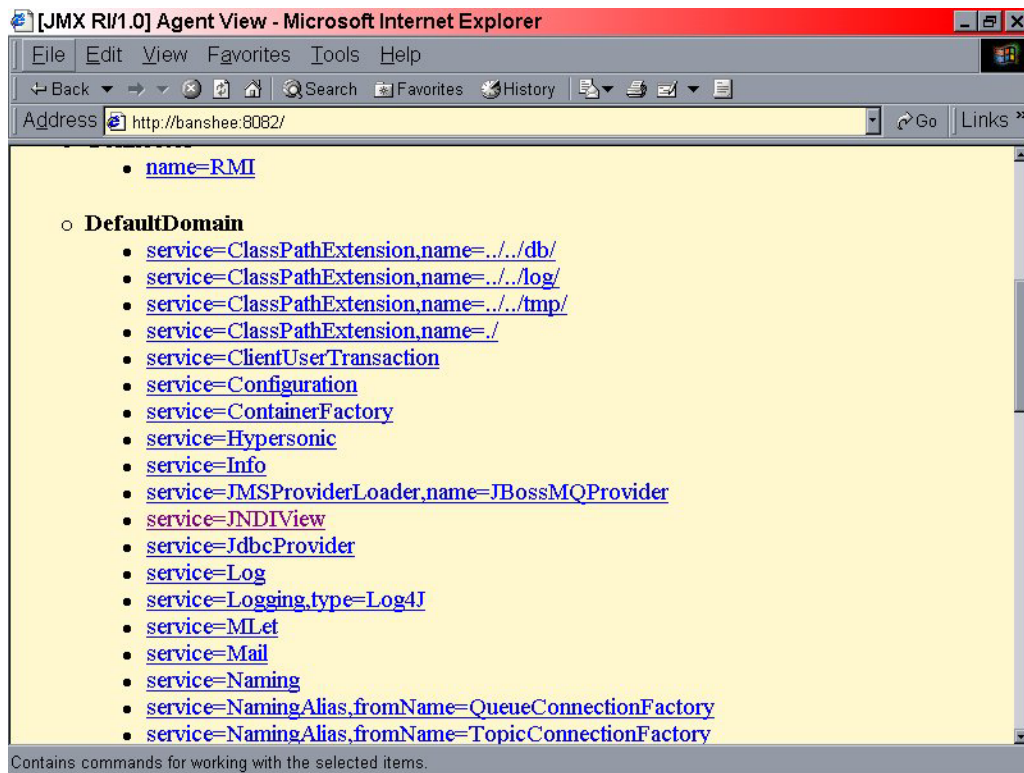 [JMX RI/1.0] Agent View - Microsoft Internet Explorer
File Edit View Favorites Tools Help
Back Search Favorites History
Address http://banshee:8082/ Go Links »
name=RMI
DefaultDomain
service=ClassPathExtension,name=../../db/
service=ClassPathExtension,name=../../log/
service=ClassPathExtension,name=../../tmp/
service=ClassPathExtension,name=./
service=ClientUserTransaction
service=Configuration
service=ContainerFactory
service=Hypersonic
service=Info
service=JMSProviderLoader,name=JBossMQProvider
service=JNDIView
service=JdbcProvider
service=Log
service=Logging,type=Log4J
service=MLet
service=Mail
service=Naming
service=NamingAlias,fromName=QueueConnectionFactory
service=NamingAlias,fromName=TopicConnectionFactory
Contains commands for working with the selected items.